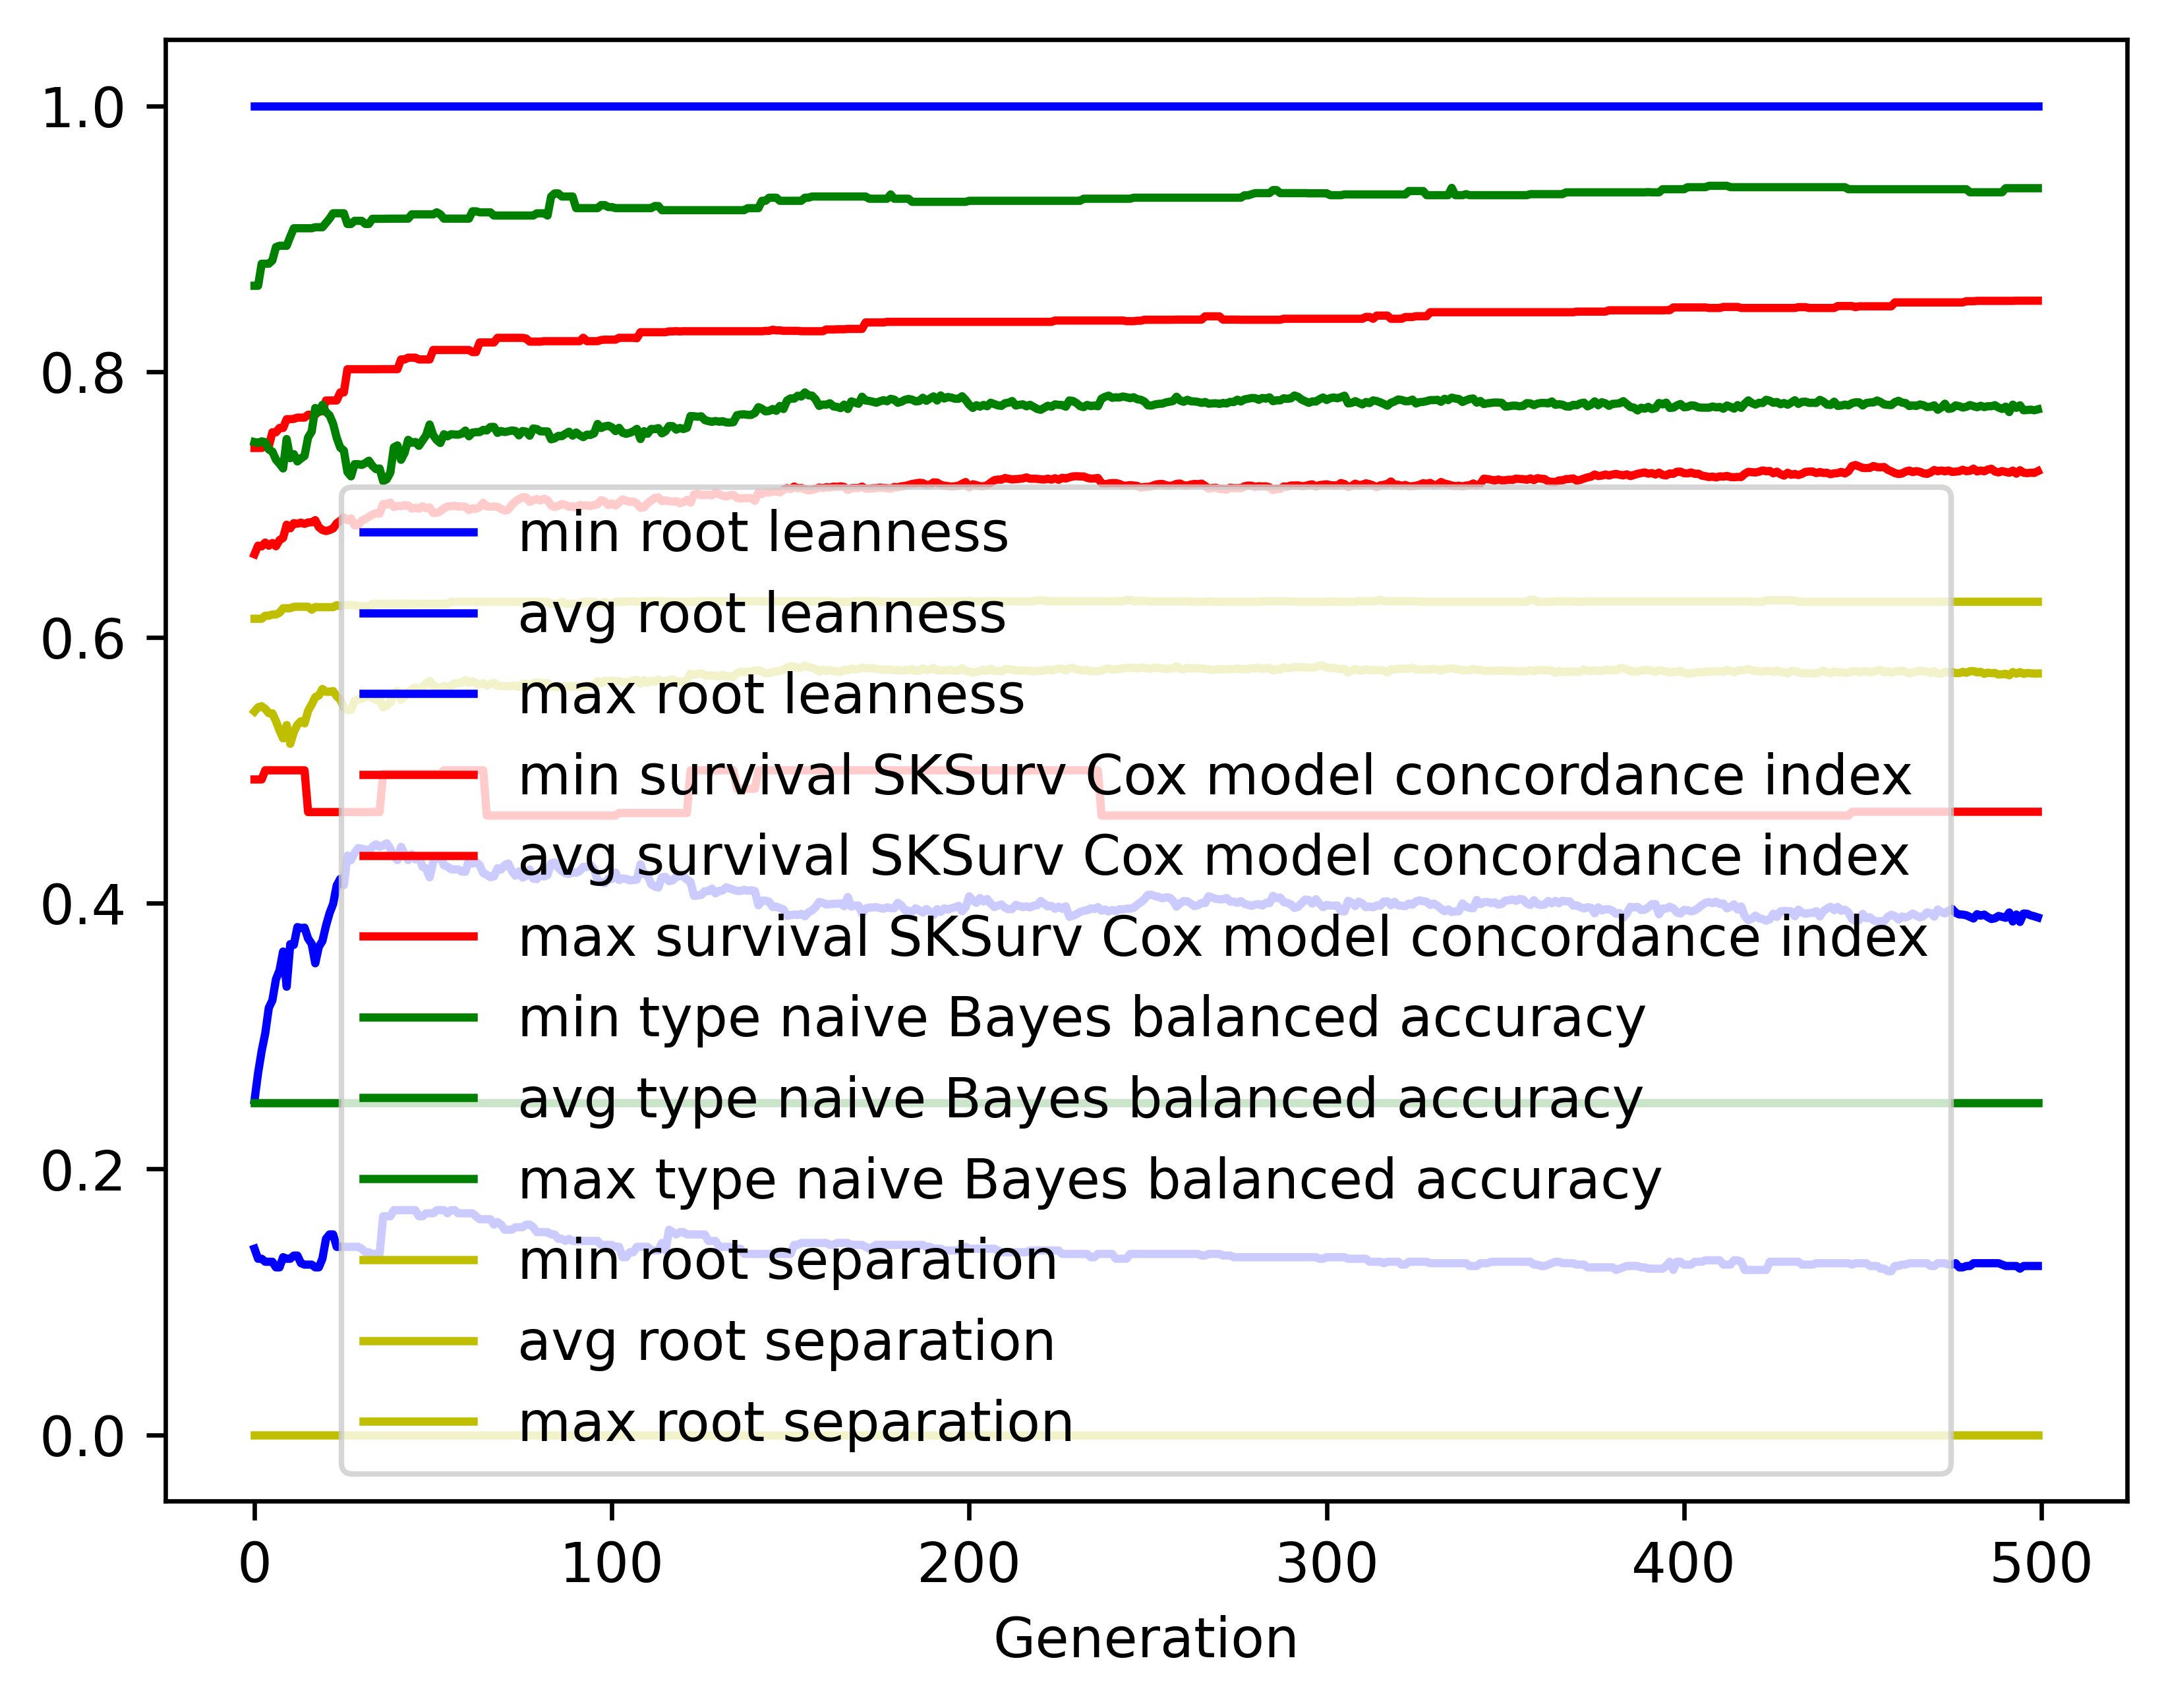 1.0
0.8
0.6
0.4
0.2
0.0
min root leanness
avg root leanness
max root leanness
min survival SKSurv Cox model concordance index
avg survival SKSurv Cox model concordance index
max survival SKSurv Cox model concordance index
min type naive Bayes balanced accuracy
avg type naive Bayes balanced accuracy
max type naive Bayes balanced accuracy
min root separation
avg root separation
max root separation
0 100 200 300 400 500
Generation